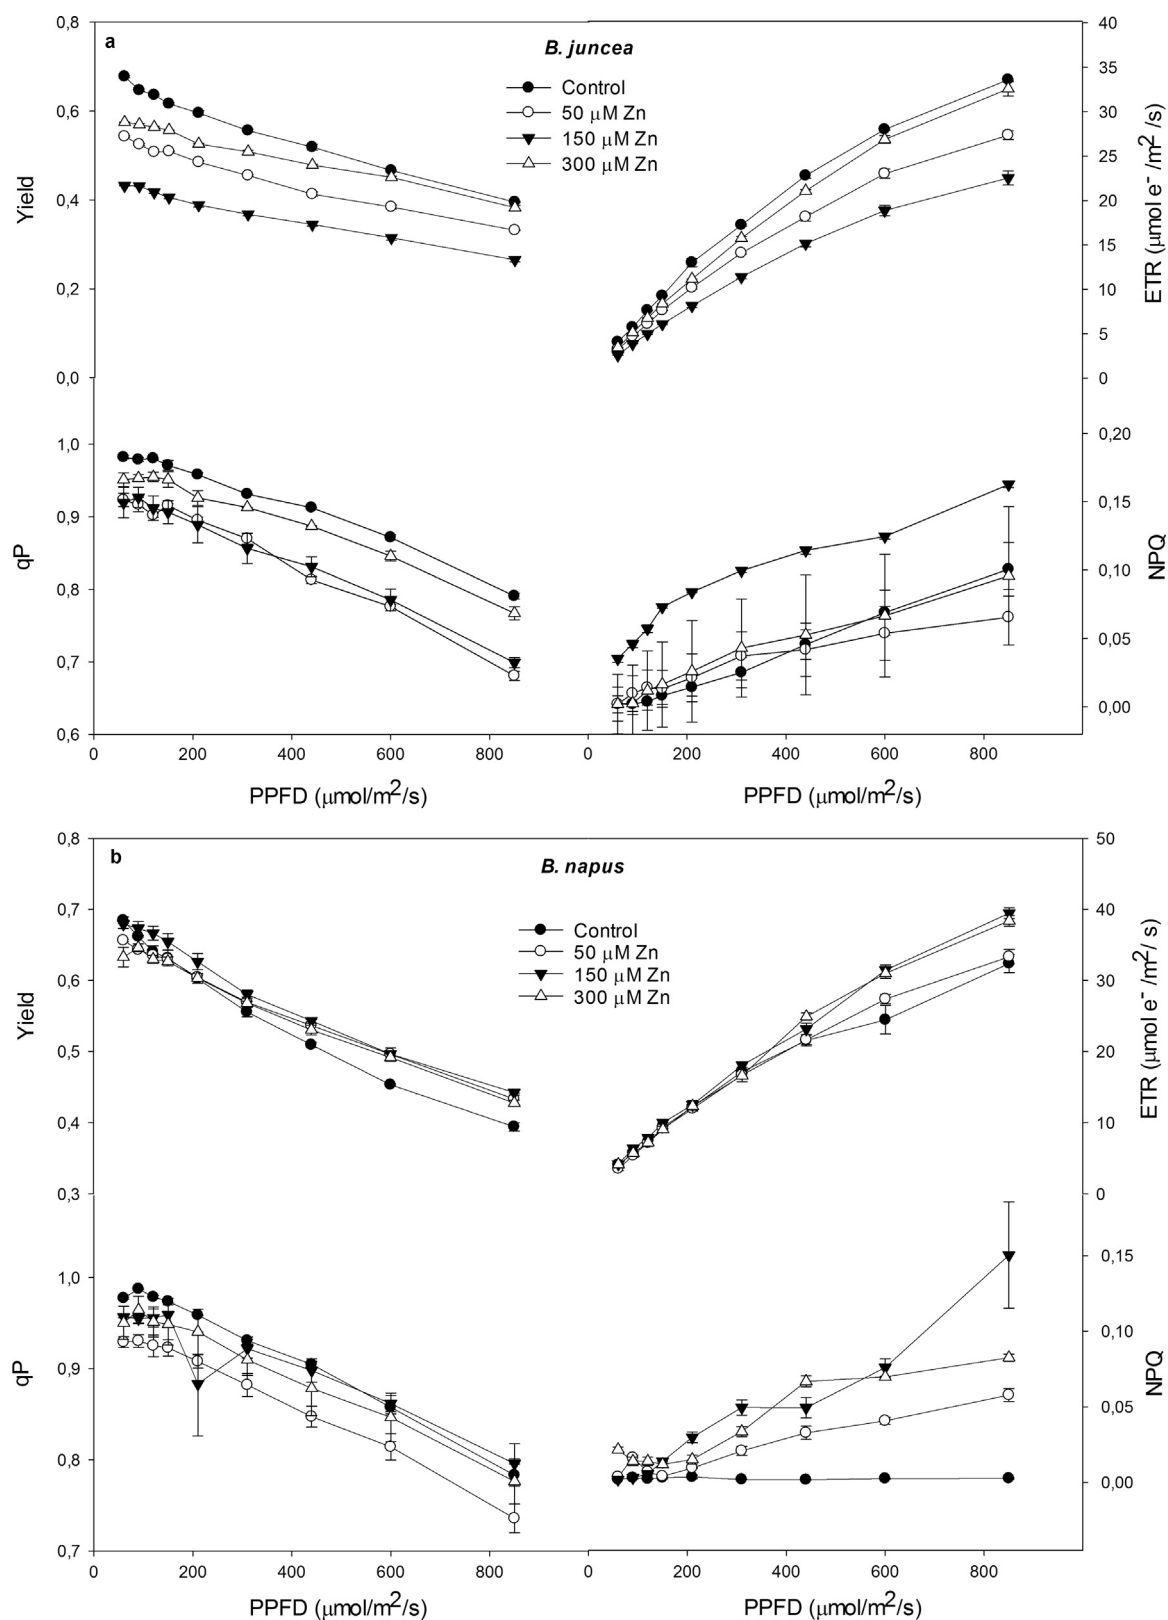 a
B. juncea
Control
50 μM Zn
150 μM Zn
300 μM Zn
0,8
0,6
0,4
0,2
0,0
Yield
40
35
30
25
20
15
10
5
0
ETR (μmol e⁻ /m² /s)
1,0
0,9
0,8
0,7
0,6
qP
0,20
0,15
0,10
0,05
0,00
NPQ
0 200 400 600 800 0 200 400 600 800
PPFD (μmol/m²/s) PPFD (μmol/m²/s)
b
B. napus
Control
50 μM Zn
150 μM Zn
300 μM Zn
0,8
0,7
0,6
0,5
0,4
0,3
Yield
50
40
30
20
10
0
ETR (μmol e⁻ /m²/ s)
1,0
0,9
0,8
0,7
qP
0,15
0,10
0,05
0,00
NPQ
0 200 400 600 800 0 200 400 600 800
PPFD (μmol/m²/s) PPFD (μmol/m²/s)